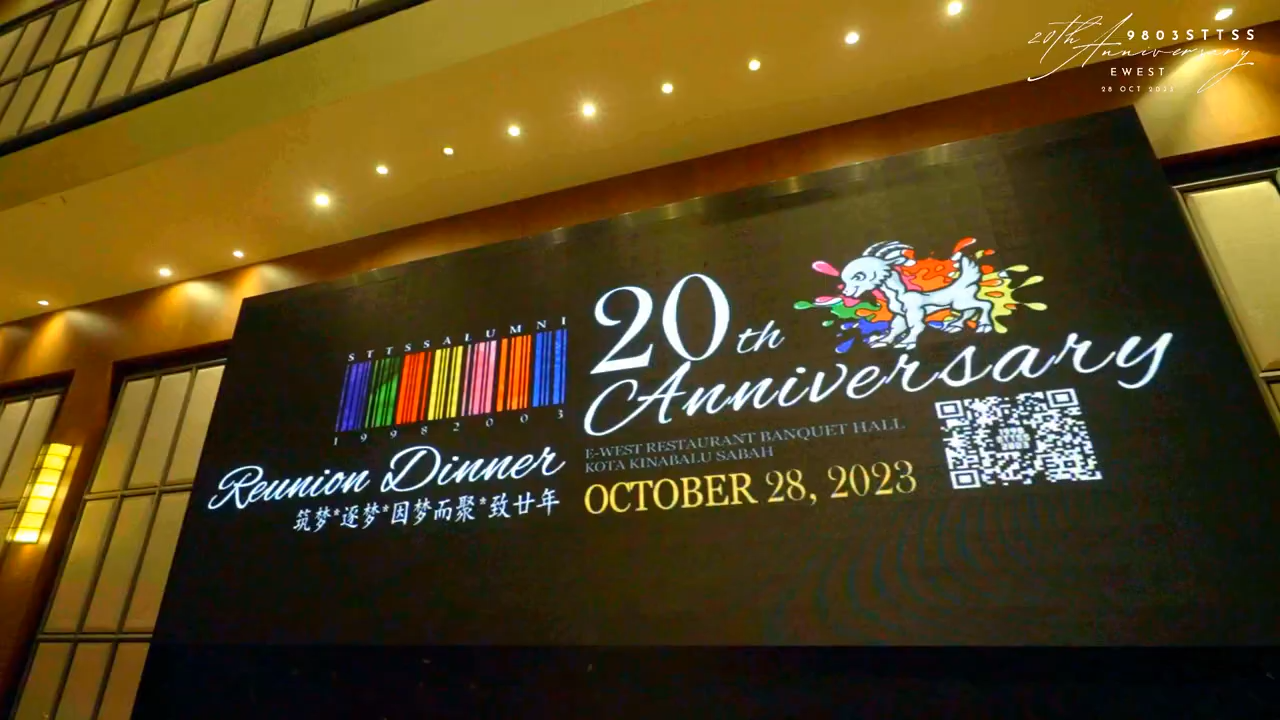 20th Anniversary
9803STTSS
EWEST
28 OCT 2023
STTSSALUMNI
19982003
Reunion Dinner
筑梦*逐梦*因梦而聚*致廿年
20th
Anniversary
E-WEST RESTAURANT BANQUET HALL
KOTA KINABALU SABAH
OCTOBER 28, 2023